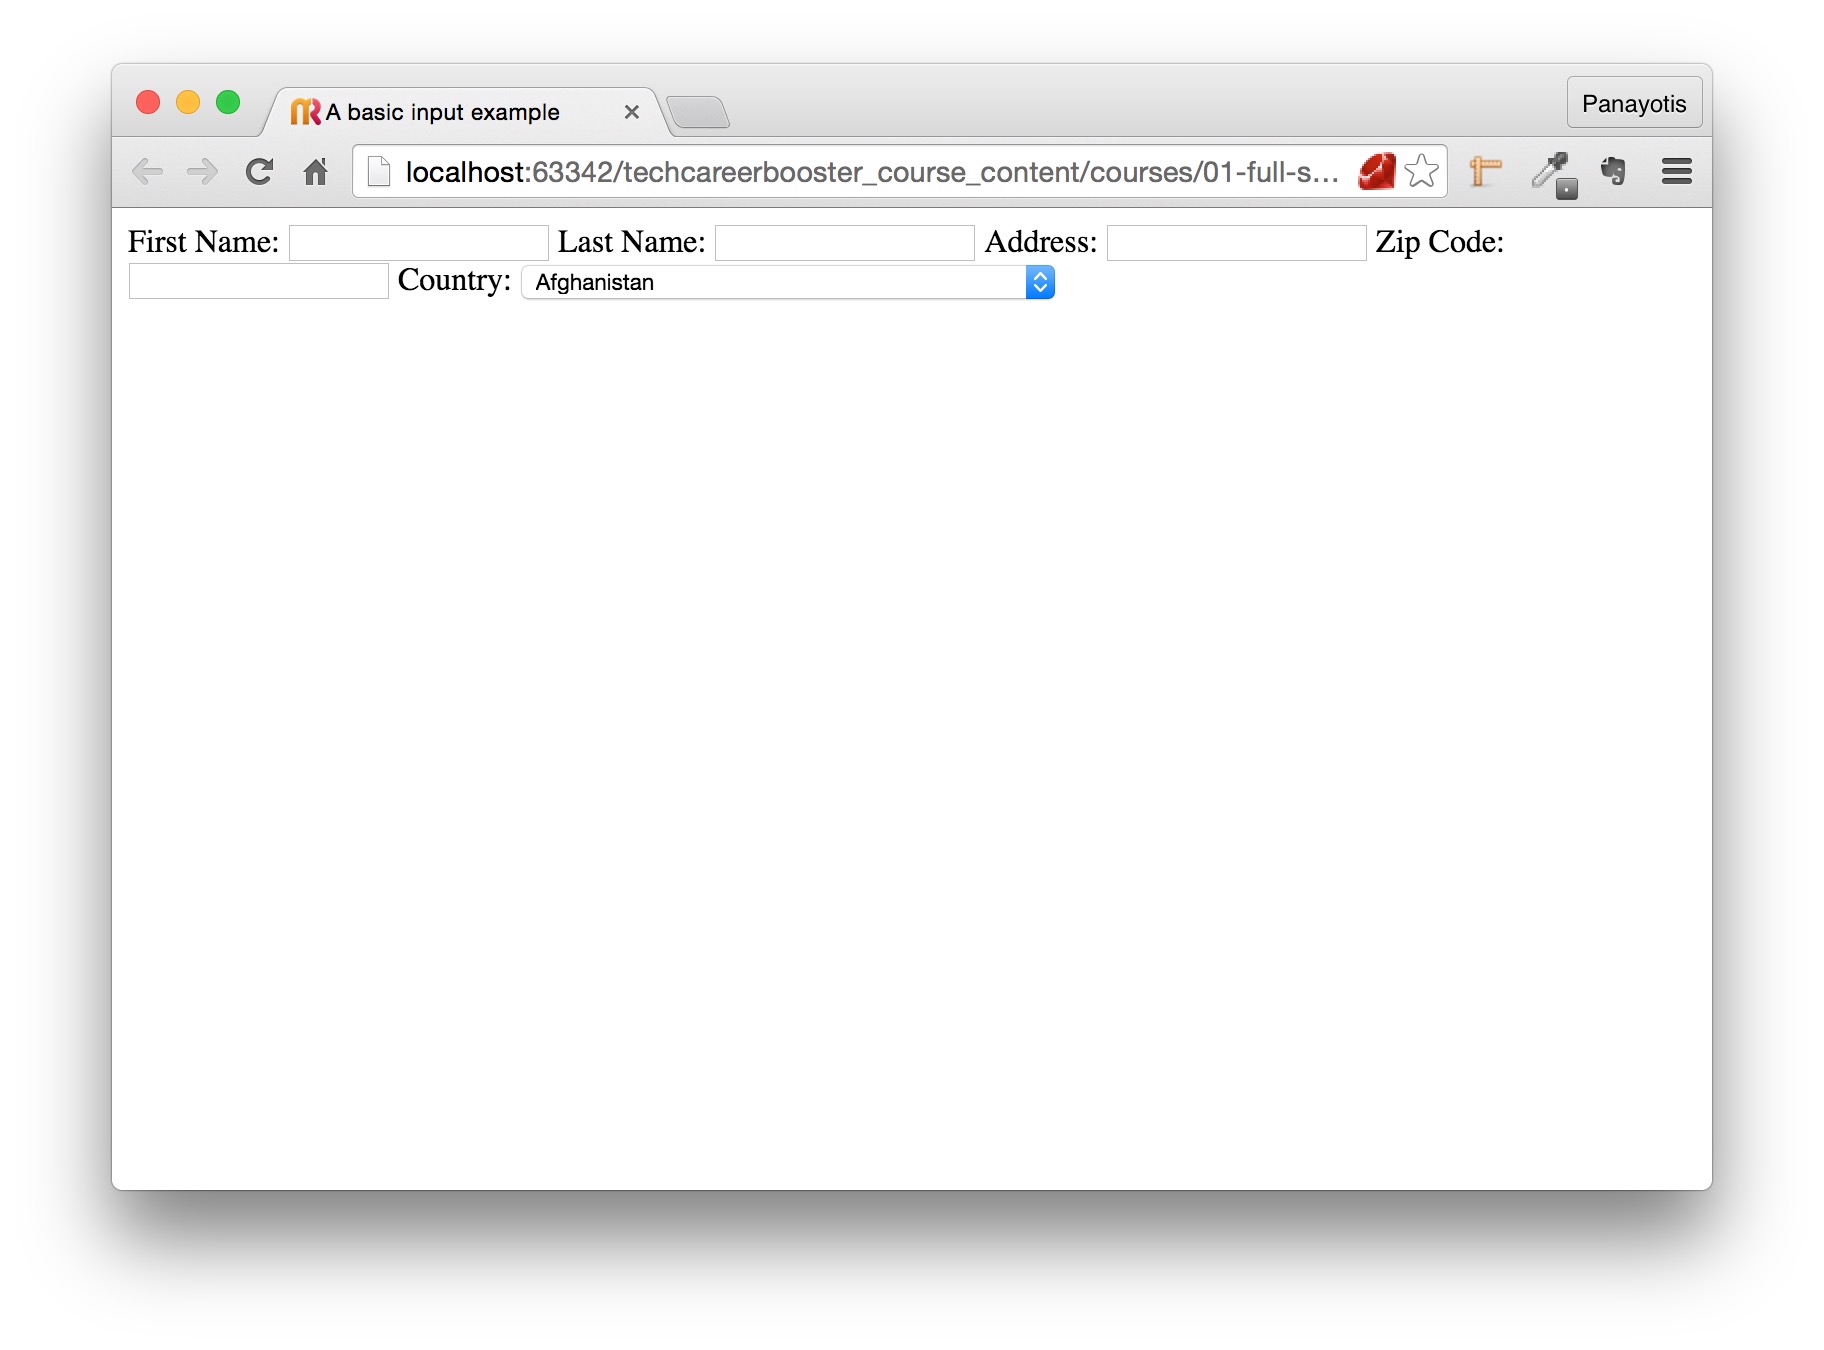 A basic input example
Panayotis
localhost:63342/techcareerbooster_course_content/courses/01-full-s...
First Name: Last Name: Address: Zip Code:
Country: Afghanistan